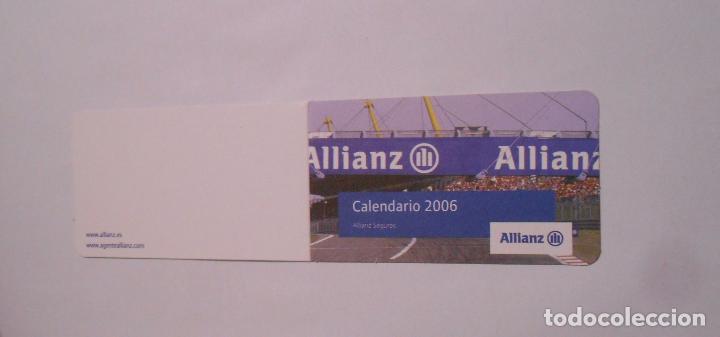 Allianz Allianz
Calendario 2006
Allianz Seguros
Allianz
www.allianz.es
www.agenteallianz.com
todocoleccion